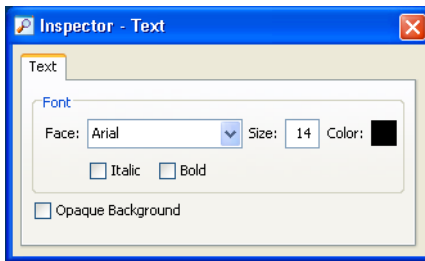 Inspector - Text
Text
Font
Face: Arial Size: 14 Color:
Italic Bold
Opaque Background